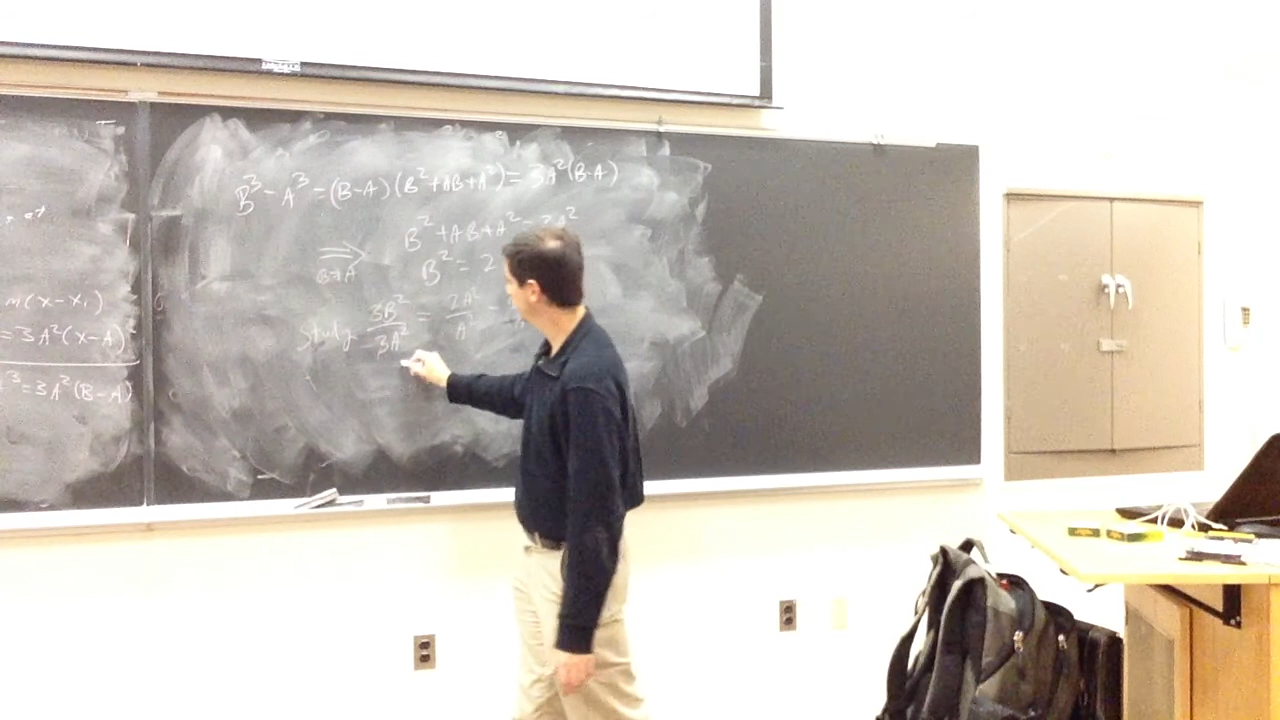 m(x-x₁)
=3A²(x-A)
³=3A²(B-A)
B³-A³=(B-A)(B²+AB+A²)=3A²(B-A)
B²+AB+A²=3A²
⟹ B²=2
B≠A
Study 3B²/3A² = 2A²/A² -